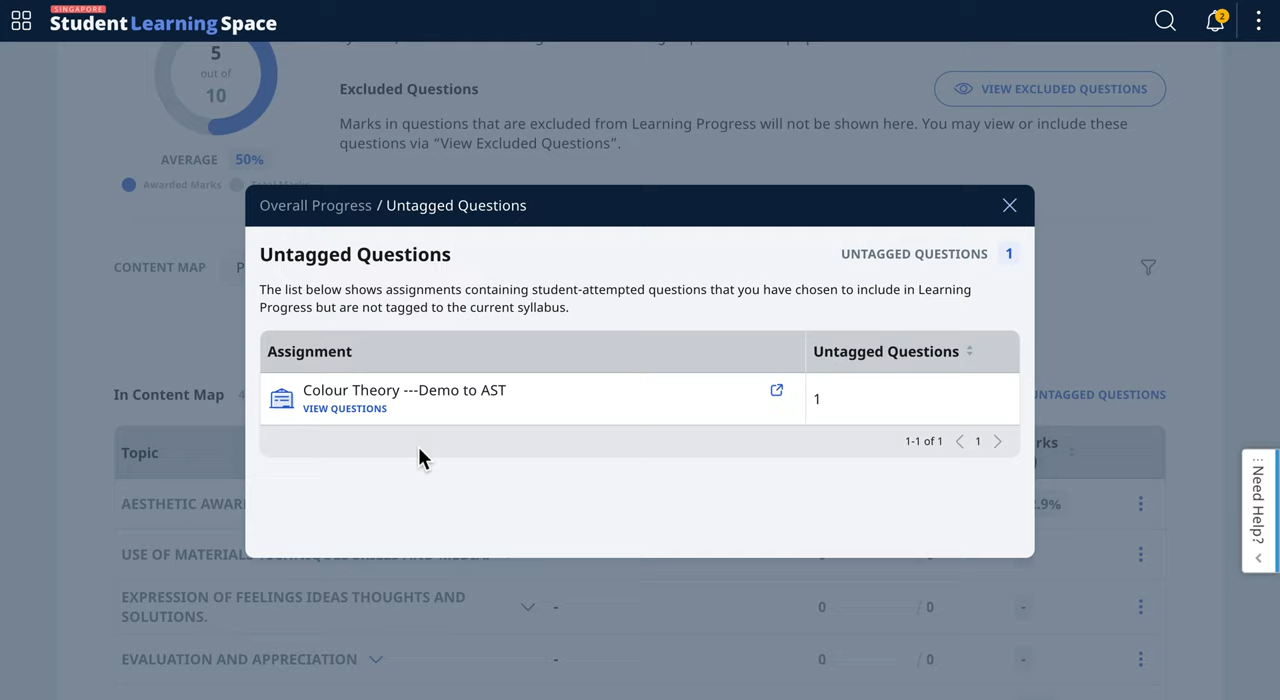 SINGAPORE
Student Learning Space
2
5
out of
10
AVERAGE 50%
Awarded Marks
Excluded Questions
VIEW EXCLUDED QUESTIONS
Marks in questions that are excluded from Learning Progress will not be shown here. You may view or include these
questions via “View Excluded Questions”.
CONTENT MAP P
Overall Progress / Untagged Questions
Untagged Questions
UNTAGGED QUESTIONS 1
The list below shows assignments containing student-attempted questions that you have chosen to include in Learning
Progress but are not tagged to the current syllabus.
Assignment
Untagged Questions
Colour Theory ---Demo to AST
VIEW QUESTIONS
1
1-1 of 1 1
In Content Map 4
UNTAGGED QUESTIONS
Topic
rks
)
AESTHETIC AWAR
.9%
USE OF MATERIAL
0 / 0 -
EXPRESSION OF FEELINGS IDEAS THOUGHTS AND
SOLUTIONS.
- 0 / 0 -
EVALUATION AND APPRECIATION
- 0 / 0 -
Need Help?